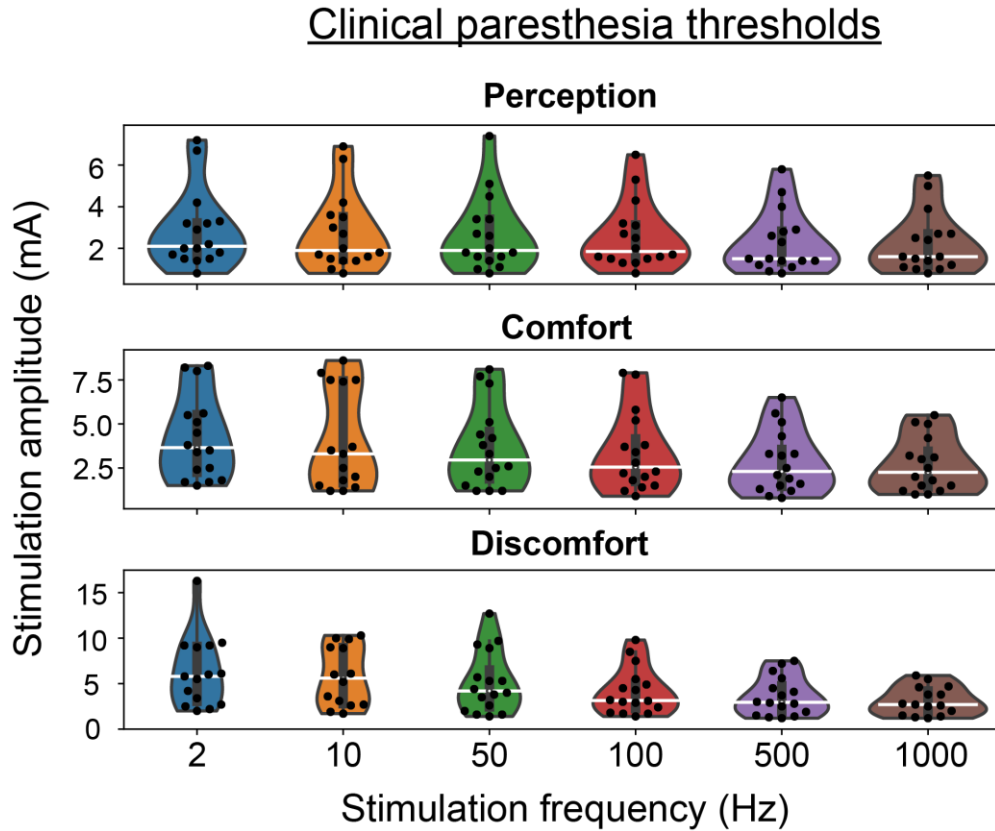 Clinical paresthesia thresholds
Perception
6
4
2
Comfort
7.5
5.0
2.5
Discomfort
15
10
5
0
2 10 50 100 500 1000
Stimulation frequency (Hz)
Stimulation amplitude (mA)